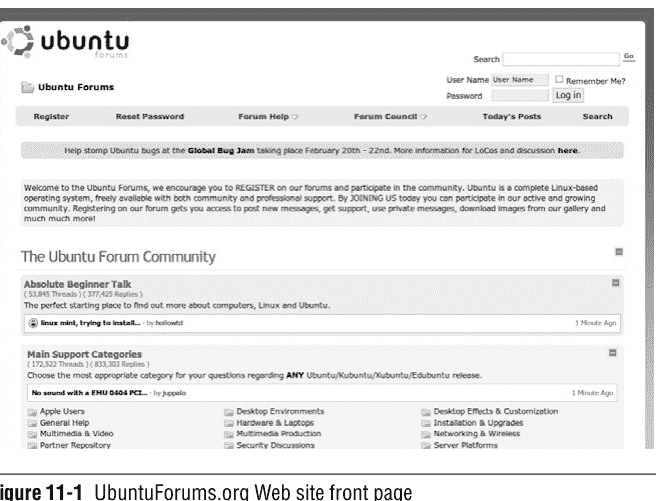 ubuntu
forums
Search Go
Ubuntu Forums
User Name User Name Remember Me?
Password Log in
Register Reset Password Forum Help Forum Council Today's Posts Search
Help stomp Ubuntu bugs at the Global Bug Jam taking place February 20th - 22nd. More information for LoCos and discussion here.
Welcome to the Ubuntu Forums, we encourage you to REGISTER on our forums and participate in the community. Ubuntu is a complete Linux-based
operating system, freely available with both community and professional support. By JOINING US today you can participate in our active and growing
community. Registering on our forum gets you access to post new messages, get support, use private messages, download images from our gallery and
much much more!
The Ubuntu Forum Community
Absolute Beginner Talk
( 53,845 Threads ) ( 377,425 Replies )
The perfect starting place to find out more about computers, Linux and Ubuntu.
linux mint, trying to install... - by hollowtd 1 Minute Ago
Main Support Categories
( 172,522 Threads ) ( 833,303 Replies )
Choose the most appropriate category for your questions regarding ANY Ubuntu/Kubuntu/Xubuntu/Edubuntu release.
No sound with a EMU 0404 PCI... - by juppalo 1 Minute Ago
Apple Users Desktop Environments Desktop Effects & Customization
General Help Hardware & Laptops Installation & Upgrades
Multimedia & Video Multimedia Production Networking & Wireless
Partner Repository Security Discussions Server Platforms
igure 11-1 UbuntuForums.org Web site front page